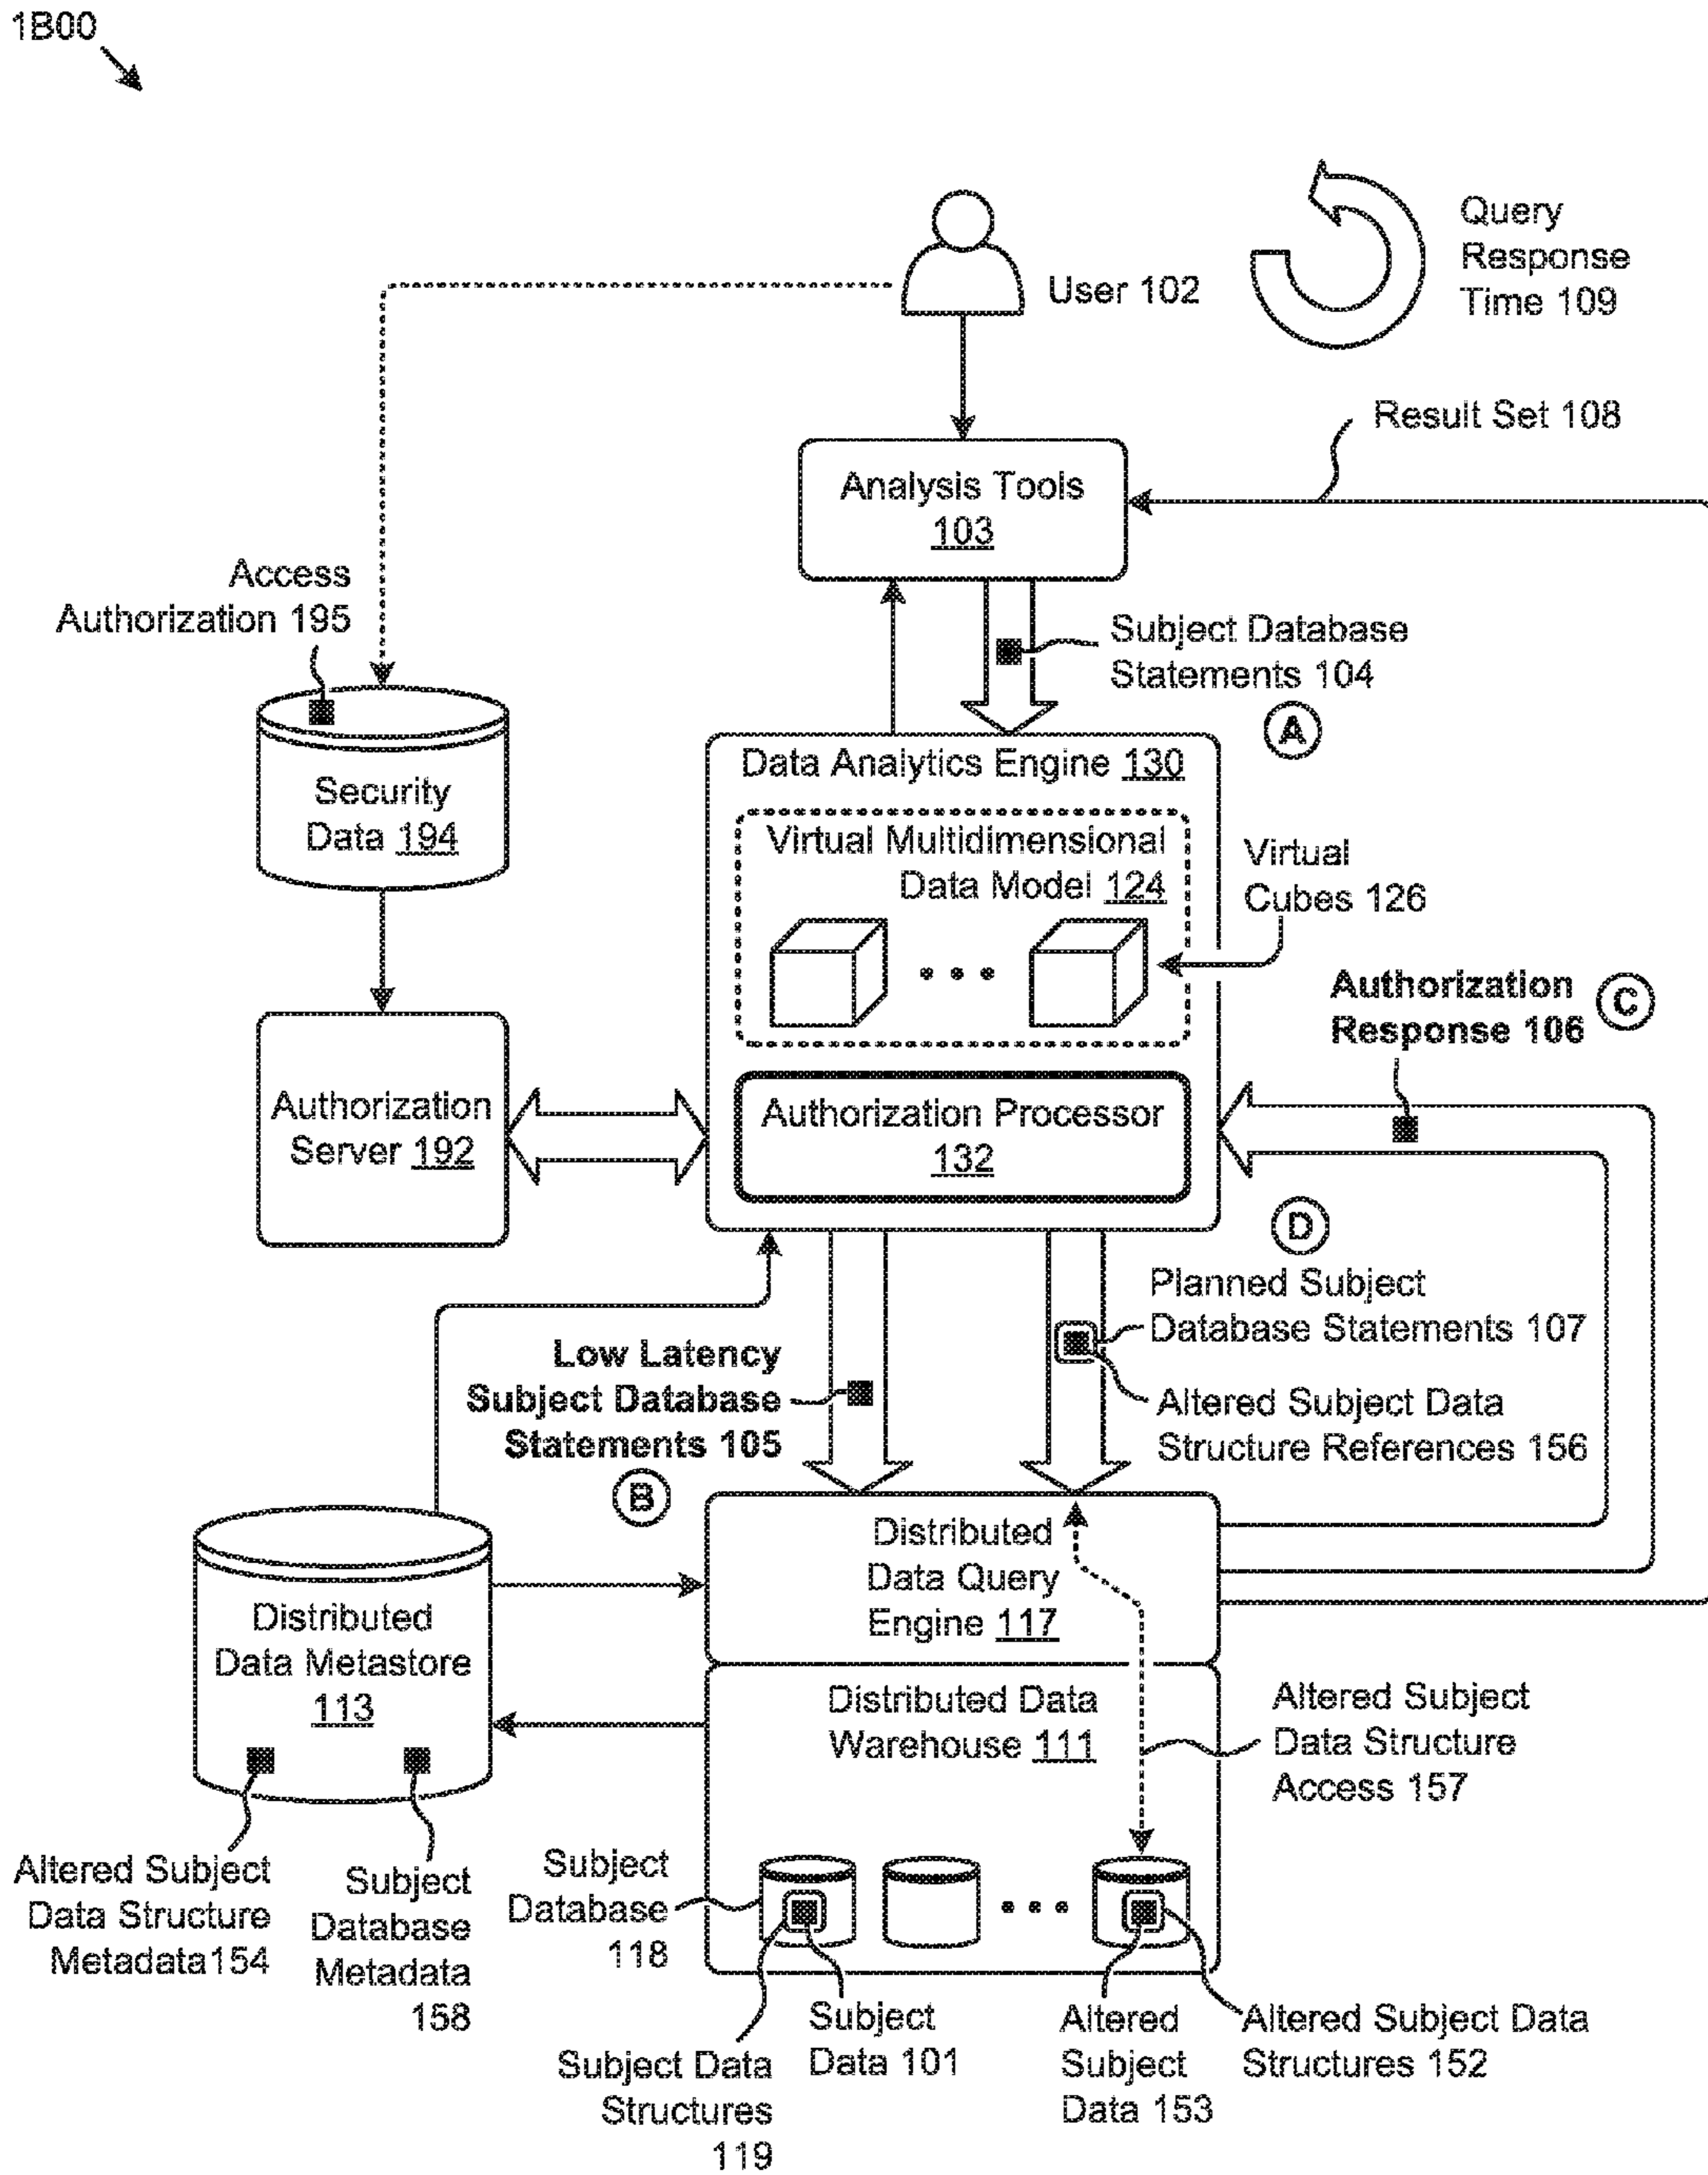 1B00
User 102
Query
Response
Time 109
Result Set 108
Analysis Tools
103
Access
Authorization 195
Subject Database
Statements 104
A
Security
Data 194
Data Analytics Engine 130
Virtual Multidimensional
Data Model 124
Virtual
Cubes 126
Authorization
Response 106
C
Authorization
Server 192
Authorization Processor
132
D
Planned Subject
Database Statements 107
Low Latency
Subject Database
Statements 105
B
Altered Subject Data
Structure References 156
Distributed
Data Query
Engine 117
Distributed
Data Metastore
113
Distributed Data
Warehouse 111
Altered Subject
Data Structure
Access 157
Altered Subject
Data Structure
Metadata154
Subject
Database
Metadata
158
Subject
Database
118
Subject Data
Structures
119
Subject
Data 101
Altered
Subject
Data 153
Altered Subject Data
Structures 152